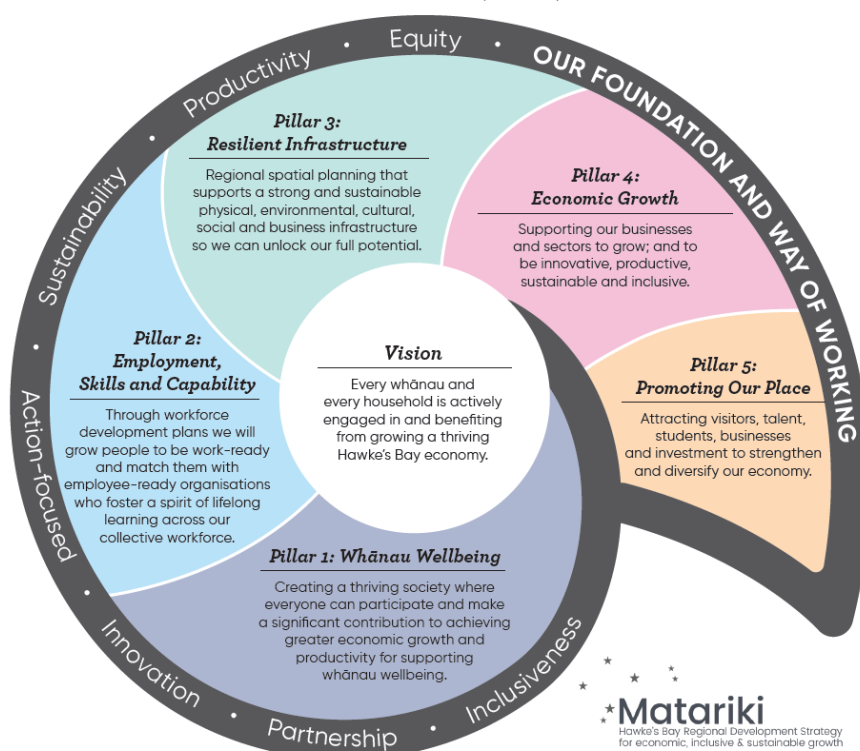 Equity
Productivity
Sustainability
Action-focused
Innovation
Partnership
Inclusiveness
OUR FOUNDATION AND WAY OF WORKING
Pillar 3:
Resilient Infrastructure
Regional spatial planning that
supports a strong and sustainable
physical, environmental, cultural,
social and business infrastructure
so we can unlock our full potential.
Pillar 4:
Economic Growth
Supporting our businesses
and sectors to grow; and to
be innovative, productive,
sustainable and inclusive.
Pillar 2:
Employment,
Skills and Capability
Through workforce
development plans we will
grow people to be work-ready
and match them with
employee-ready organisations
who foster a spirit of lifelong
learning across our
collective workforce.
Vision
Every whānau and
every household is actively
engaged in and benefiting
from growing a thriving
Hawke's Bay economy.
Pillar 5:
Promoting Our Place
Attracting visitors, talent,
students, businesses
and investment to strengthen
and diversify our economy.
Pillar 1: Whānau Wellbeing
Creating a thriving society where
everyone can participate and make
a significant contribution to achieving
greater economic growth and
productivity for supporting
whānau wellbeing.
Matariki
Hawke's Bay Regional Development Strategy
for economic, inclusive & sustainable growth